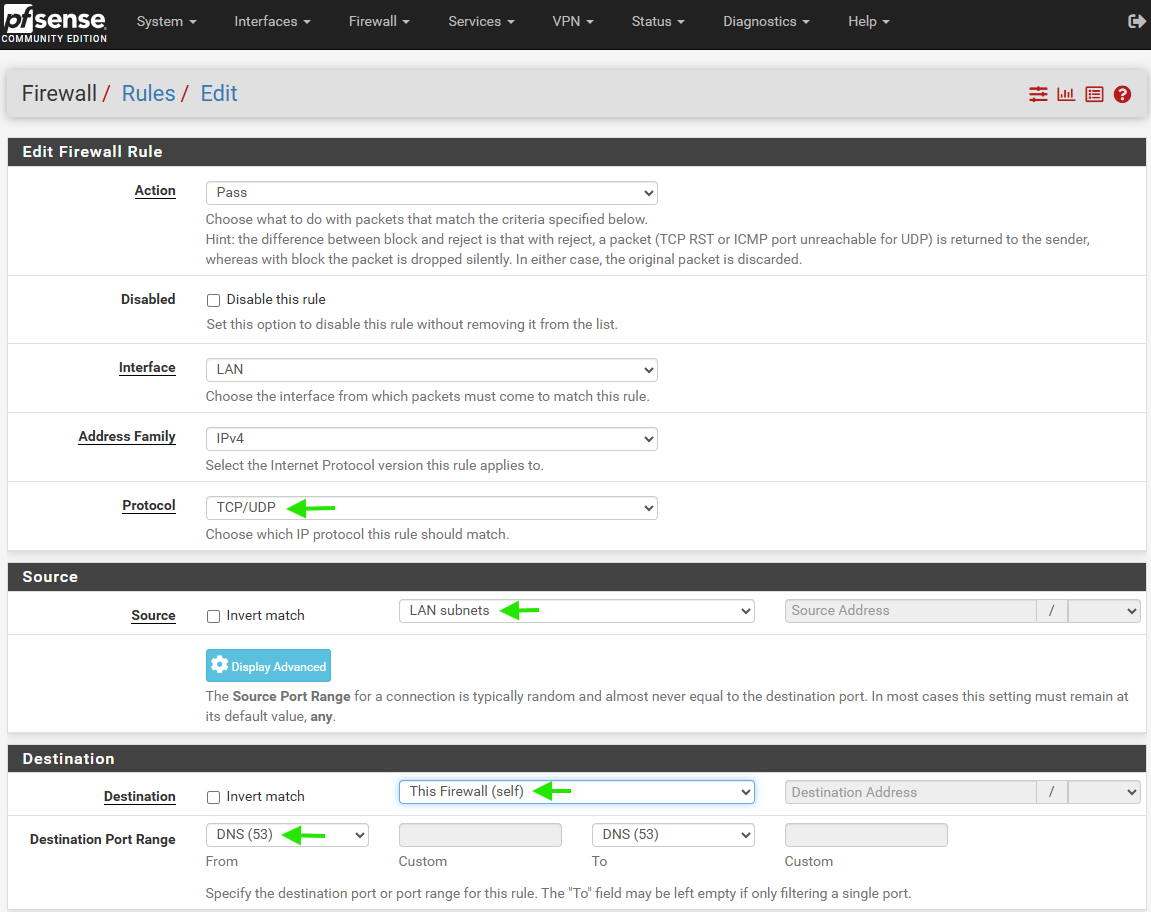 pfsense
COMMUNITY EDITION
System Interfaces Firewall Services VPN Status Diagnostics Help
Firewall / Rules / Edit
Edit Firewall Rule
Action Pass
Choose what to do with packets that match the criteria specified below.
Hint: the difference between block and reject is that with reject, a packet (TCP RST or ICMP port unreachable for UDP) is returned to the sender,
whereas with block the packet is dropped silently. In either case, the original packet is discarded.
Disabled Disable this rule
Set this option to disable this rule without removing it from the list.
Interface LAN
Choose the interface from which packets must come to match this rule.
Address Family IPv4
Select the Internet Protocol version this rule applies to.
Protocol TCP/UDP
Choose which IP protocol this rule should match.
Source
Source Invert match LAN subnets Source Address /
Display Advanced
The Source Port Range for a connection is typically random and almost never equal to the destination port. In most cases this setting must remain at
its default value, any.
Destination
Destination Invert match This Firewall (self) Destination Address /
Destination Port Range DNS (53) DNS (53)
From Custom To Custom
Specify the destination port or port range for this rule. The "To" field may be left empty if only filtering a single port.